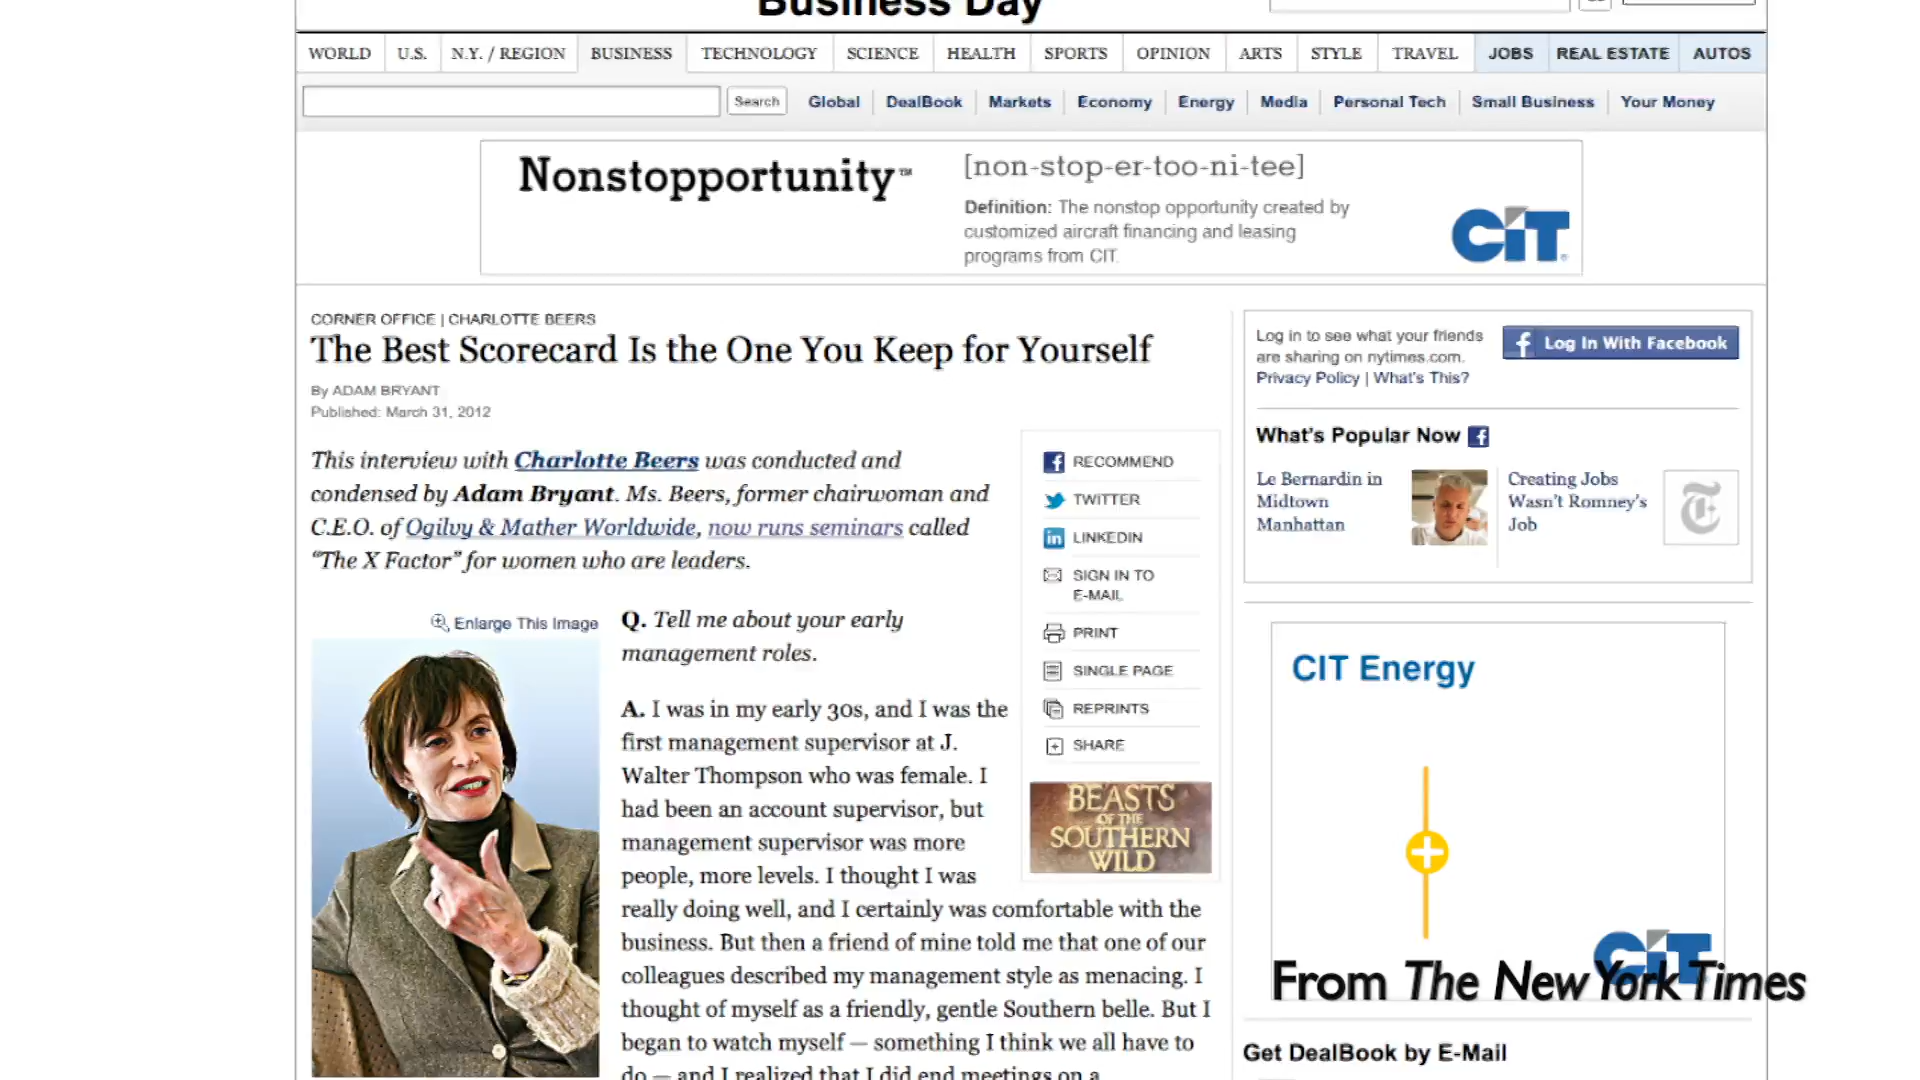 Business Day
WORLD U.S. N.Y. / REGION BUSINESS TECHNOLOGY SCIENCE HEALTH SPORTS OPINION ARTS STYLE TRAVEL JOBS REAL ESTATE AUTOS
Search Global DealBook Markets Economy Energy Media Personal Tech Small Business Your Money
Nonstopportunity™
[non-stop-er-too-ni-tee]
Definition: The nonstop opportunity created by
customized aircraft financing and leasing
programs from CIT.
CIT®
CORNER OFFICE | CHARLOTTE BEERS
The Best Scorecard Is the One You Keep for Yourself
By ADAM BRYANT
Published: March 31, 2012
This interview with Charlotte Beers was conducted and
condensed by Adam Bryant. Ms. Beers, former chairwoman and
C.E.O. of Ogilvy & Mather Worldwide, now runs seminars called
“The X Factor” for women who are leaders.
Enlarge This Image
Q. Tell me about your early
management roles.
A. I was in my early 30s, and I was the
first management supervisor at J.
Walter Thompson who was female. I
had been an account supervisor, but
management supervisor was more
people, more levels. I thought I was
really doing well, and I certainly was comfortable with the
business. But then a friend of mine told me that one of our
colleagues described my management style as menacing. I
thought of myself as a friendly, gentle Southern belle. But I
began to watch myself — something I think we all have to
do — and I realized that I did end meetings on a
RECOMMEND
TWITTER
LINKEDIN
SIGN IN TO
E-MAIL
PRINT
SINGLE PAGE
REPRINTS
SHARE
BEASTS
OF THE
SOUTHERN
WILD
Log in to see what your friends
are sharing on nytimes.com.
Privacy Policy | What's This?
Log In With Facebook
What's Popular Now
Le Bernardin in
Midtown
Manhattan
Creating Jobs
Wasn't Romney's
Job
CIT Energy
CIT
From The New York Times
Get DealBook by E-Mail